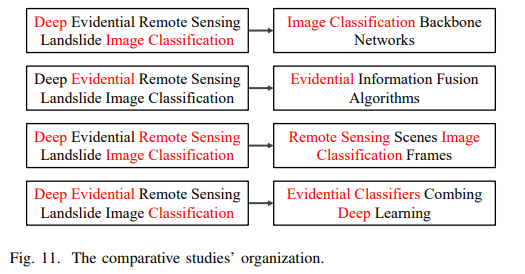 Deep Evidential Remote Sensing
Landslide Image Classification
Image Classification Backbone
Networks
Deep Evidential Remote Sensing
Landslide Image Classification
Evidential Information Fusion
Algorithms
Deep Evidential Remote Sensing
Landslide Image Classification
Remote Sensing Scenes Image
Classification Frames
Deep Evidential Remote Sensing
Landslide Image Classification
Evidential Classifiers Combing
Deep Learning
Fig. 11. The comparative studies' organization.